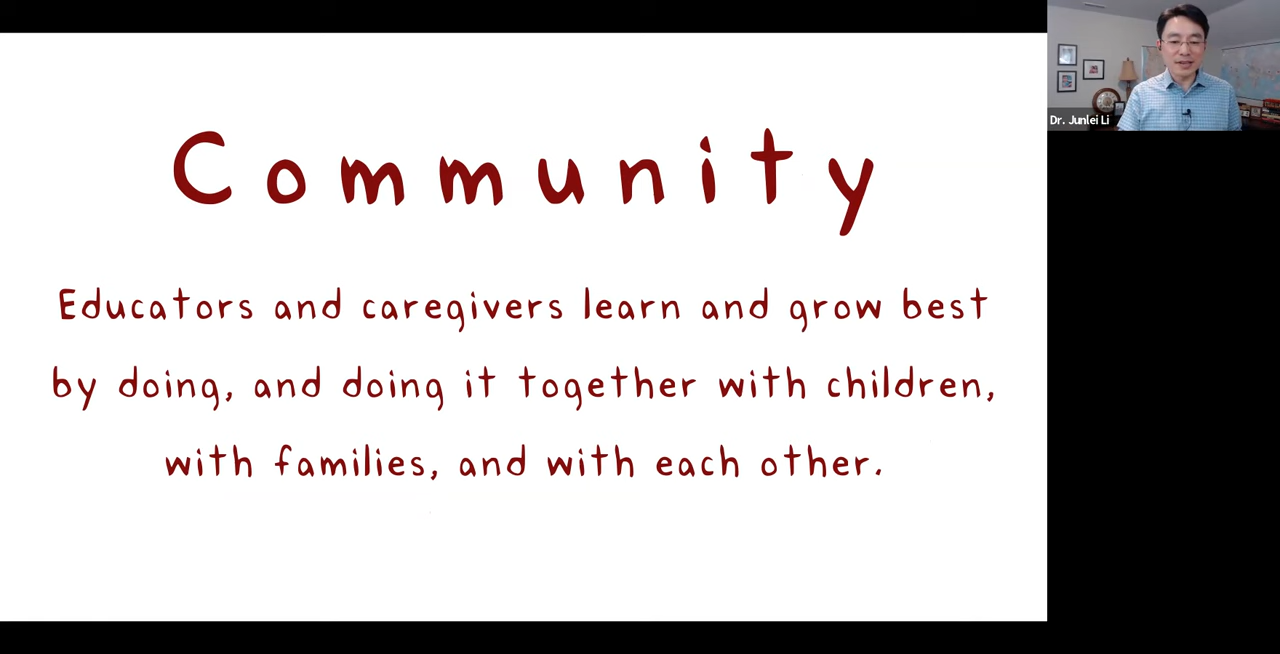 Community
Educators and caregivers learn and grow best
by doing, and doing it together with children,
with families, and with each other.
Dr. Junlei Li